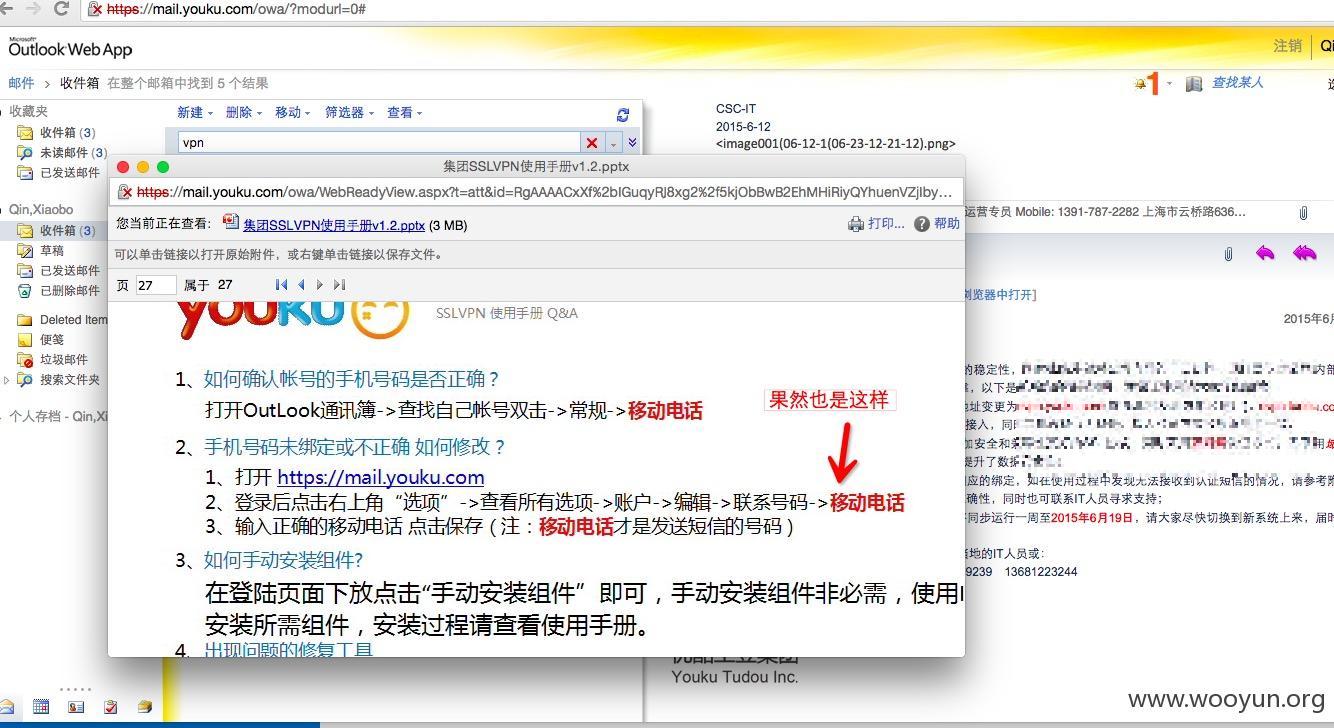 https://mail.youku.com/owa/?modurl=0#
Microsoft
Outlook Web App
注销
邮件 › 收件箱 在整个邮箱中找到 5 个结果
1
查找某人
收藏夹
收件箱 (3)
未读邮件 (3)
已发送邮件
Qin,Xiaobo
收件箱 (3)
草稿
已发送邮件
已删除邮件
Deleted Item
便笺
垃圾邮件
搜索文件夹
个人存档 - Qin,Xi
新建 删除 移动 筛选器 查看
vpn
CSC-IT
2015-6-12
<image001(06-12-1(06-23-12-21-12).png>
集团SSLVPN使用手册v1.2.pptx
https://mail.youku.com/owa/WebReadyView.aspx?t=att&id=RgAAAACxXf%2bIGuqyRJ8xg2%2f5kjObBwB2EhMHiRiyQYhuenVZjIby...
您当前正在查看: 集团SSLVPN使用手册v1.2.pptx (3 MB)
打印... 帮助
可以单击链接以打开原始附件，或右键单击链接以保存文件。
页 27 属于 27
youku
SSLVPN 使用手册 Q&A
1、如何确认帐号的手机号码是否正确？
打开OutLook通讯簿->查找自己帐号双击->常规->移动电话
果然也是这样
2、手机号码未绑定或不正确 如何修改？
1、打开 https://mail.youku.com
2、登录后点击右上角“选项”->查看所有选项->账户->编辑->联系号码->移动电话
3、输入正确的移动电话 点击保存（注：移动电话才是发送短信的号码）
3、如何手动安装组件?
在登陆页面下放点击“手动安装组件”即可，手动安装组件非必需，使用I
安装所需组件，安装过程请查看使用手册。
4、出现问题的修复工具
运营专员 Mobile: 1391-787-2282 上海市云桥路636...
浏览器中打开]
2015年6月
的稳定性，
内部
，以下是
址变更为
接入，同
加安全和
提升了数据
应的绑定，如在使用过程中发现无法接收到认证短信的情况，请参考附
确性，同时也可联系IT人员寻求支持；
同步运行一周至2015年6月19日，请大家尽快切换到新系统上来，届时
地的IT人员或：
9239 13681223244
优酷土豆集团
Youku Tudou Inc.
www.wooyun.org